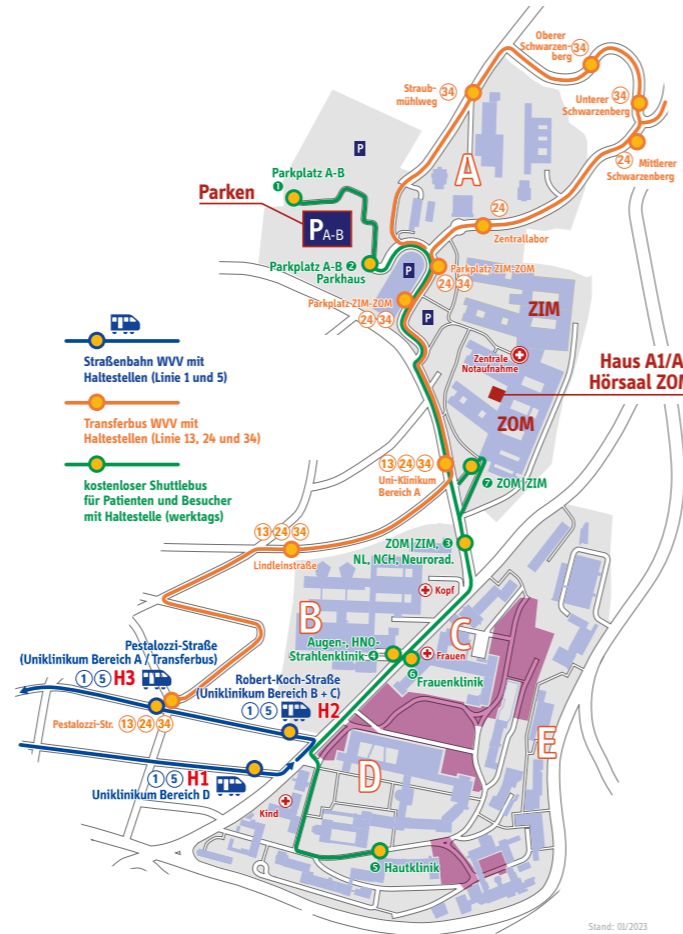 Oberer
Schwarzen-
berg
34
Straub-
mühlweg
34
Unterer
Schwarzenberg
34
24
Mittlerer
Schwarzenberg
A
P
Parkplatz A-B
1
Parken
P A-B
24
Zentrallabor
Parkplatz A-B 2
Parkhaus
P
Parkplatz ZIM-ZOM
24 34
Parkplatz ZIM-ZOM
24 34
P
ZIM
Zentrale
Notaufnahme
Haus A1/A
Hörsaal ZOM
ZOM
Straßenbahn WVV mit
Haltestellen (Linie 1 und 5)
Transferbus WVV mit
Haltestellen (Linie 13, 24 und 34)
kostenloser Shuttlebus
für Patienten und Besucher
mit Haltestelle (werktags)
13 24 34
Uni-Klinikum
Bereich A
7 ZOM|ZIM
13 24 34
Lindleinstraße
ZOM|ZIM, 3
NL, NCH, Neurorad.
B
Kopf
C
Augen-, HNO-
Strahlenklinik 4
Frauen
6
Frauenklinik
Pestalozzi-Straße
(Uniklinikum Bereich A / Transferbus)
1 5 H3
Pestalozzi-Str. 13 24 34
Robert-Koch-Straße
(Uniklinikum Bereich B + C)
1 5 H2
E
D
1 5 H1
Uniklinikum Bereich D
Kind
5 Hautklinik
Stand: 01/2023